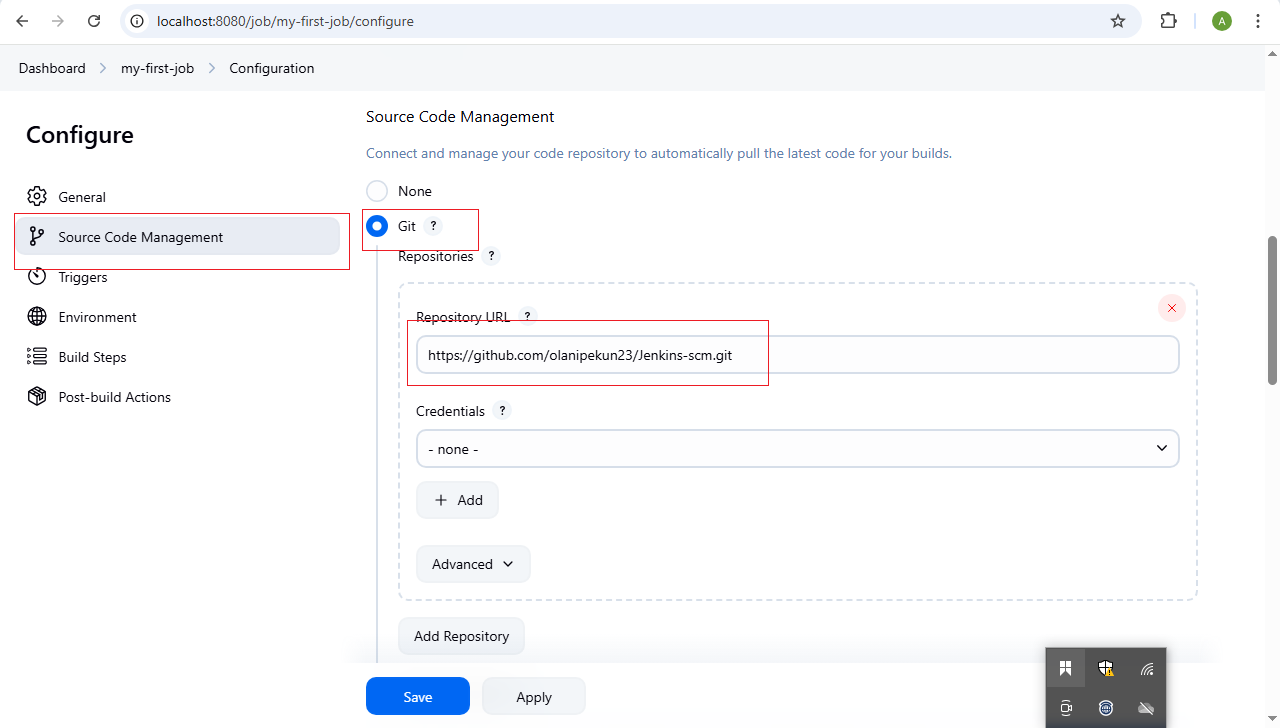 localhost:8080/job/my-first-job/configure
A
Dashboard > my-first-job > Configuration
Configure
General
Source Code Management
Triggers
Environment
Build Steps
Post-build Actions
Source Code Management
Connect and manage your code repository to automatically pull the latest code for your builds.
None
Git ?
Repositories ?
Repository URL ?
https://github.com/olanipekun23/Jenkins-scm.git
Credentials ?
- none -
+ Add
Advanced
Add Repository
Save Apply